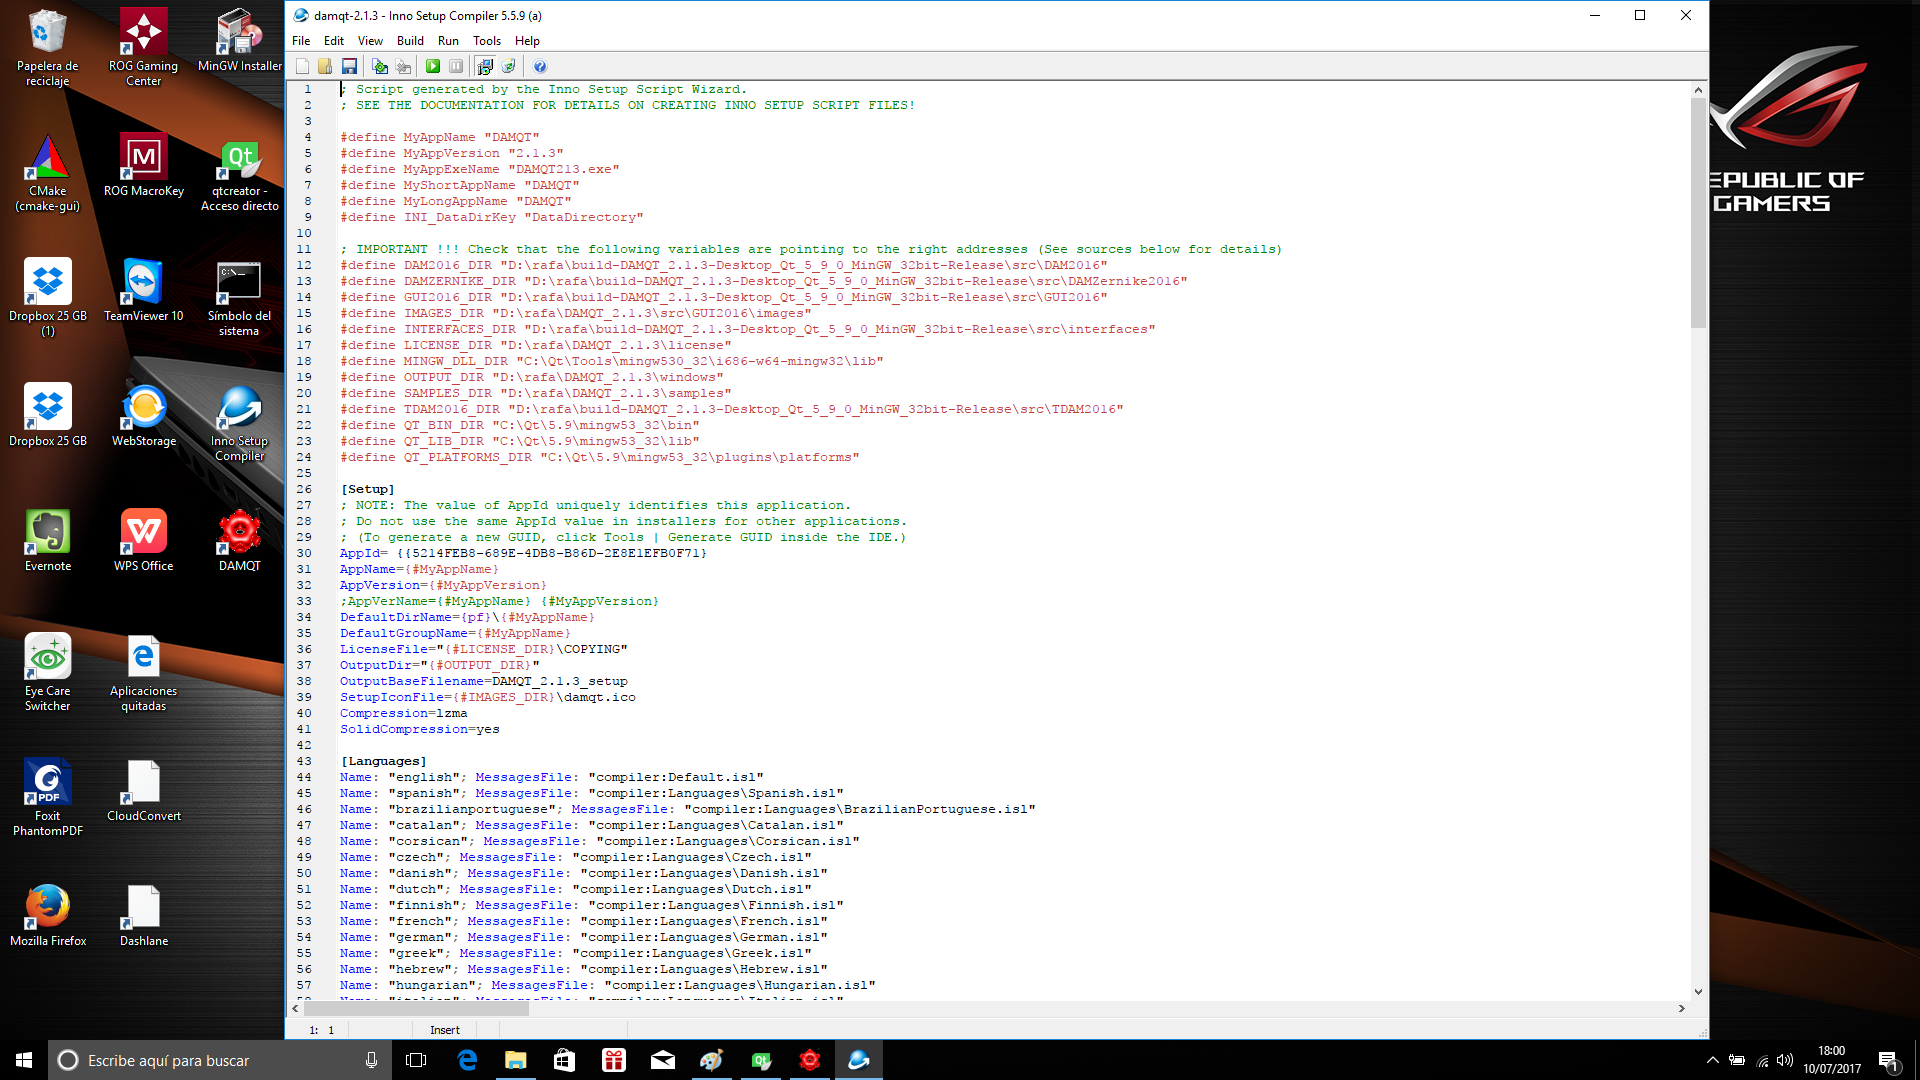 damqt-2.1.3 - Inno Setup Compiler 5.5.9 (a)
File Edit View Build Run Tools Help
1 ; Script generated by the Inno Setup Script Wizard.
2 ; SEE THE DOCUMENTATION FOR DETAILS ON CREATING INNO SETUP SCRIPT FILES!
3
4 #define MyAppName "DAMQT"
5 #define MyAppVersion "2.1.3"
6 #define MyAppExeName "DAMQT213.exe"
7 #define MyShortAppName "DAMQT"
8 #define MyLongAppName "DAMQT"
9 #define INI_DataDirKey "DataDirectory"
10
11 ; IMPORTANT !!! Check that the following variables are pointing to the right addresses (See sources below for details)
12 #define DAM2016_DIR "D:\rafa\build-DAMQT_2.1.3-Desktop_Qt_5_9_0_MinGW_32bit-Release\src\DAM2016"
13 #define DAMZERNIKE_DIR "D:\rafa\build-DAMQT_2.1.3-Desktop_Qt_5_9_0_MinGW_32bit-Release\src\DAMZernike2016"
14 #define GUI2016_DIR "D:\rafa\build-DAMQT_2.1.3-Desktop_Qt_5_9_0_MinGW_32bit-Release\src\GUI2016"
15 #define IMAGES_DIR "D:\rafa\DAMQT_2.1.3\src\GUI2016\images"
16 #define INTERFACES_DIR "D:\rafa\build-DAMQT_2.1.3-Desktop_Qt_5_9_0_MinGW_32bit-Release\src\interfaces"
17 #define LICENSE_DIR "D:\rafa\DAMQT_2.1.3\license"
18 #define MINGW_DLL_DIR "C:\Qt\Tools\mingw530_32\i686-w64-mingw32\lib"
19 #define OUTPUT_DIR "D:\rafa\DAMQT_2.1.3\windows"
20 #define SAMPLES_DIR "D:\rafa\DAMQT_2.1.3\samples"
21 #define TDAM2016_DIR "D:\rafa\build-DAMQT_2.1.3-Desktop_Qt_5_9_0_MinGW_32bit-Release\src\TDAM2016"
22 #define QT_BIN_DIR "C:\Qt\5.9\mingw53_32\bin"
23 #define QT_LIB_DIR "C:\Qt\5.9\mingw53_32\lib"
24 #define QT_PLATFORMS_DIR "C:\Qt\5.9\mingw53_32\plugins\platforms"
25
26 [Setup]
27 ; NOTE: The value of AppId uniquely identifies this application.
28 ; Do not use the same AppId value in installers for other applications.
29 ; (To generate a new GUID, click Tools | Generate GUID inside the IDE.)
30 AppId= {{5214FEB8-689E-4DB8-B86D-2E8E1EFB0F71}
31 AppName={#MyAppName}
32 AppVersion={#MyAppVersion}
33 ;AppVerName={#MyAppName} {#MyAppVersion}
34 DefaultDirName={pf}\{#MyAppName}
35 DefaultGroupName={#MyAppName}
36 LicenseFile="{#LICENSE_DIR}\COPYING"
37 OutputDir="{#OUTPUT_DIR}"
38 OutputBaseFilename=DAMQT_2.1.3_setup
39 SetupIconFile={#IMAGES_DIR}\damqt.ico
40 Compression=lzma
41 SolidCompression=yes
42
43 [Languages]
44 Name: "english"; MessagesFile: "compiler:Default.isl"
45 Name: "spanish"; MessagesFile: "compiler:Languages\Spanish.isl"
46 Name: "brazilianportuguese"; MessagesFile: "compiler:Languages\BrazilianPortuguese.isl"
47 Name: "catalan"; MessagesFile: "compiler:Languages\Catalan.isl"
48 Name: "corsican"; MessagesFile: "compiler:Languages\Corsican.isl"
49 Name: "czech"; MessagesFile: "compiler:Languages\Czech.isl"
50 Name: "danish"; MessagesFile: "compiler:Languages\Danish.isl"
51 Name: "dutch"; MessagesFile: "compiler:Languages\Dutch.isl"
52 Name: "finnish"; MessagesFile: "compiler:Languages\Finnish.isl"
53 Name: "french"; MessagesFile: "compiler:Languages\French.isl"
54 Name: "german"; MessagesFile: "compiler:Languages\German.isl"
55 Name: "greek"; MessagesFile: "compiler:Languages\Greek.isl"
56 Name: "hebrew"; MessagesFile: "compiler:Languages\Hebrew.isl"
57 Name: "hungarian"; MessagesFile: "compiler:Languages\Hungarian.isl"
1: 1 Insert
Papelera de reciclaje
ROG Gaming Center
MinGW Installer
CMake (cmake-gui)
ROG MacroKey
qtcreator - Acceso directo
Dropbox 25 GB (1)
TeamViewer 10
Símbolo del sistema
Dropbox 25 GB
WebStorage
Inno Setup Compiler
Evernote
WPS Office
DAMQT
Eye Care Switcher
Aplicaciones quitadas
Foxit PhantomPDF
CloudConvert
Mozilla Firefox
Dashlane
EPUBLIC OF
GAMERS
Escribe aquí para buscar
18:00
10/07/2017
1